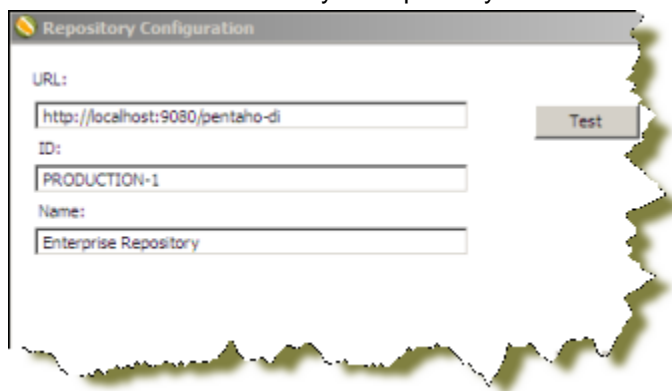 Repository Configuration
URL:
http://localhost:9080/pentaho-di
Test
ID:
PRODUCTION-1
Name:
Enterprise Repository